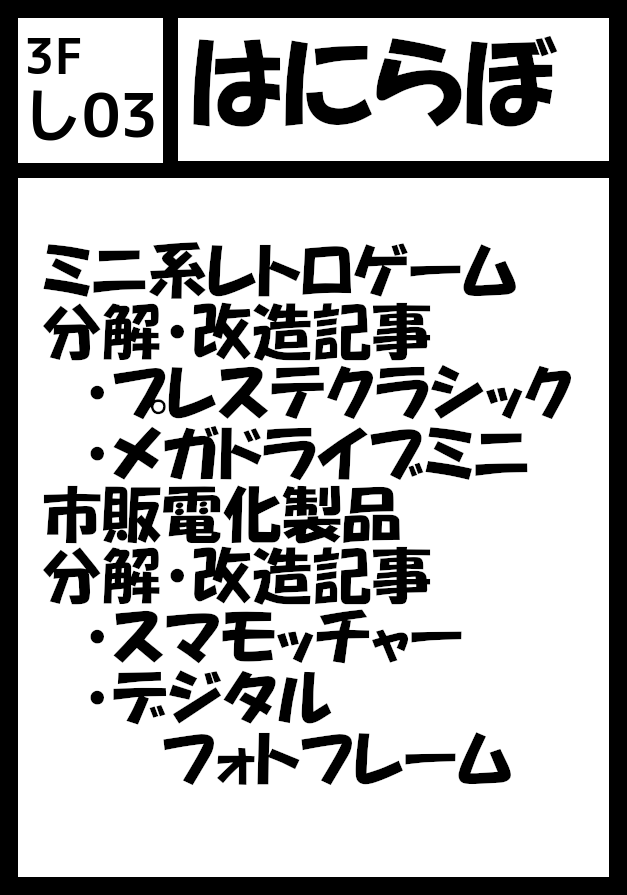 3F
し03
はにらぼ
ミニ系レトロゲーム
分解・改造記事
・プレステクラシック
・メガドライブミニ
市販電化製品
分解・改造記事
・スマモッチャー
・デジタル
フォトフレーム